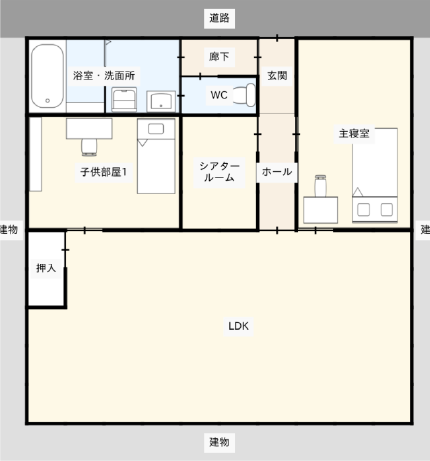 道路
廊下
浴室・洗面所
玄関
WC
主寝室
シアター
ルーム
子供部屋1
ホール
建物
建
押入
LDK
建物